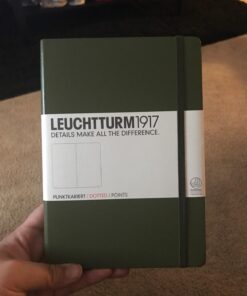 LEUCHTTURM1917
DETAILS MAKE ALL THE DIFFERENCE.
PUNKTKARIERT / DOTTED / POINTS